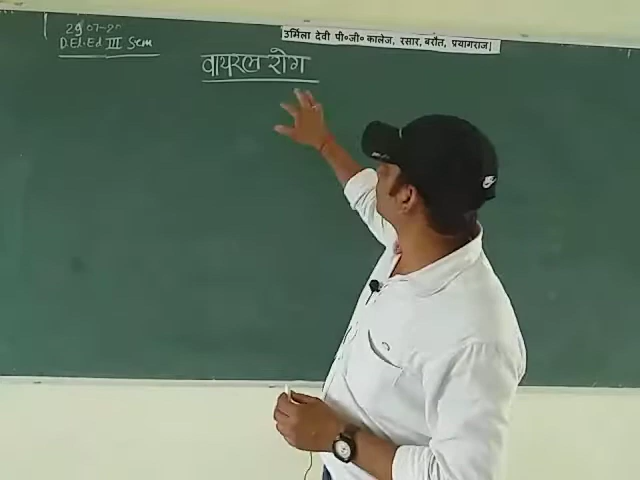 उर्मिला देवी पी०जी० कालेज, रसार, बरौत, प्रयागराज।
29-07-20
D.El.Ed III Sem
वायरल रोग